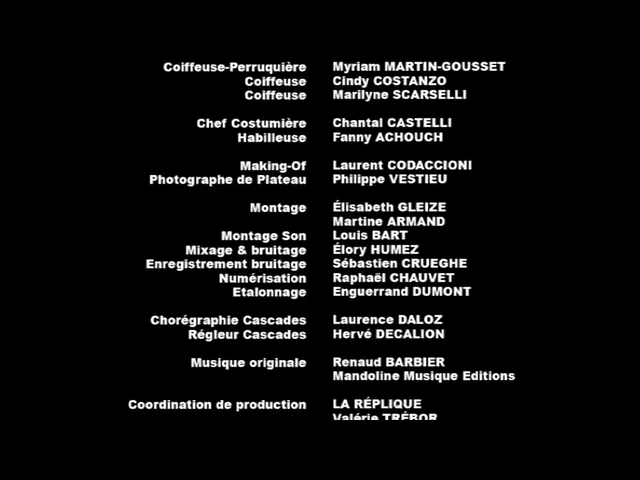 Coiffeuse-Perruquière Myriam MARTIN-GOUSSET
Coiffeuse Cindy COSTANZO
Coiffeuse Marilyne SCARSELLI
Chef Costumière Chantal CASTELLI
Habilleuse Fanny ACHOUCH
Making-Of Laurent CODACCIONI
Photographe de Plateau Philippe VESTIEU
Montage Élisabeth GLEIZE
Martine ARMAND
Montage Son Louis BART
Mixage & bruitage Élory HUMEZ
Enregistrement bruitage Sébastien CRUEGHE
Numérisation Raphaël CHAUVET
Etalonnage Enguerrand DUMONT
Chorégraphie Cascades Laurence DALOZ
Régleur Cascades Hervé DECALION
Musique originale Renaud BARBIER
Mandoline Musique Editions
Coordination de production LA RÉPLIQUE
Valérie TRÉBOR